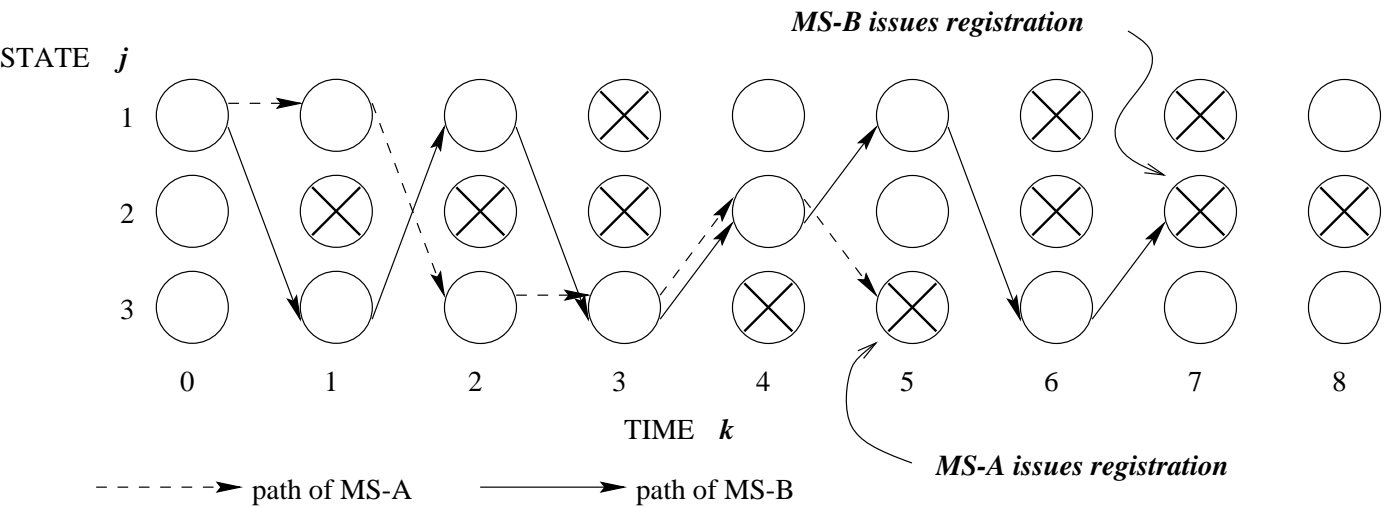 MS-B issues registration
STATE j
1
2
3
0 1 2 3 4 5 6 7 8
TIME k
MS-A issues registration
path of MS-A
path of MS-B